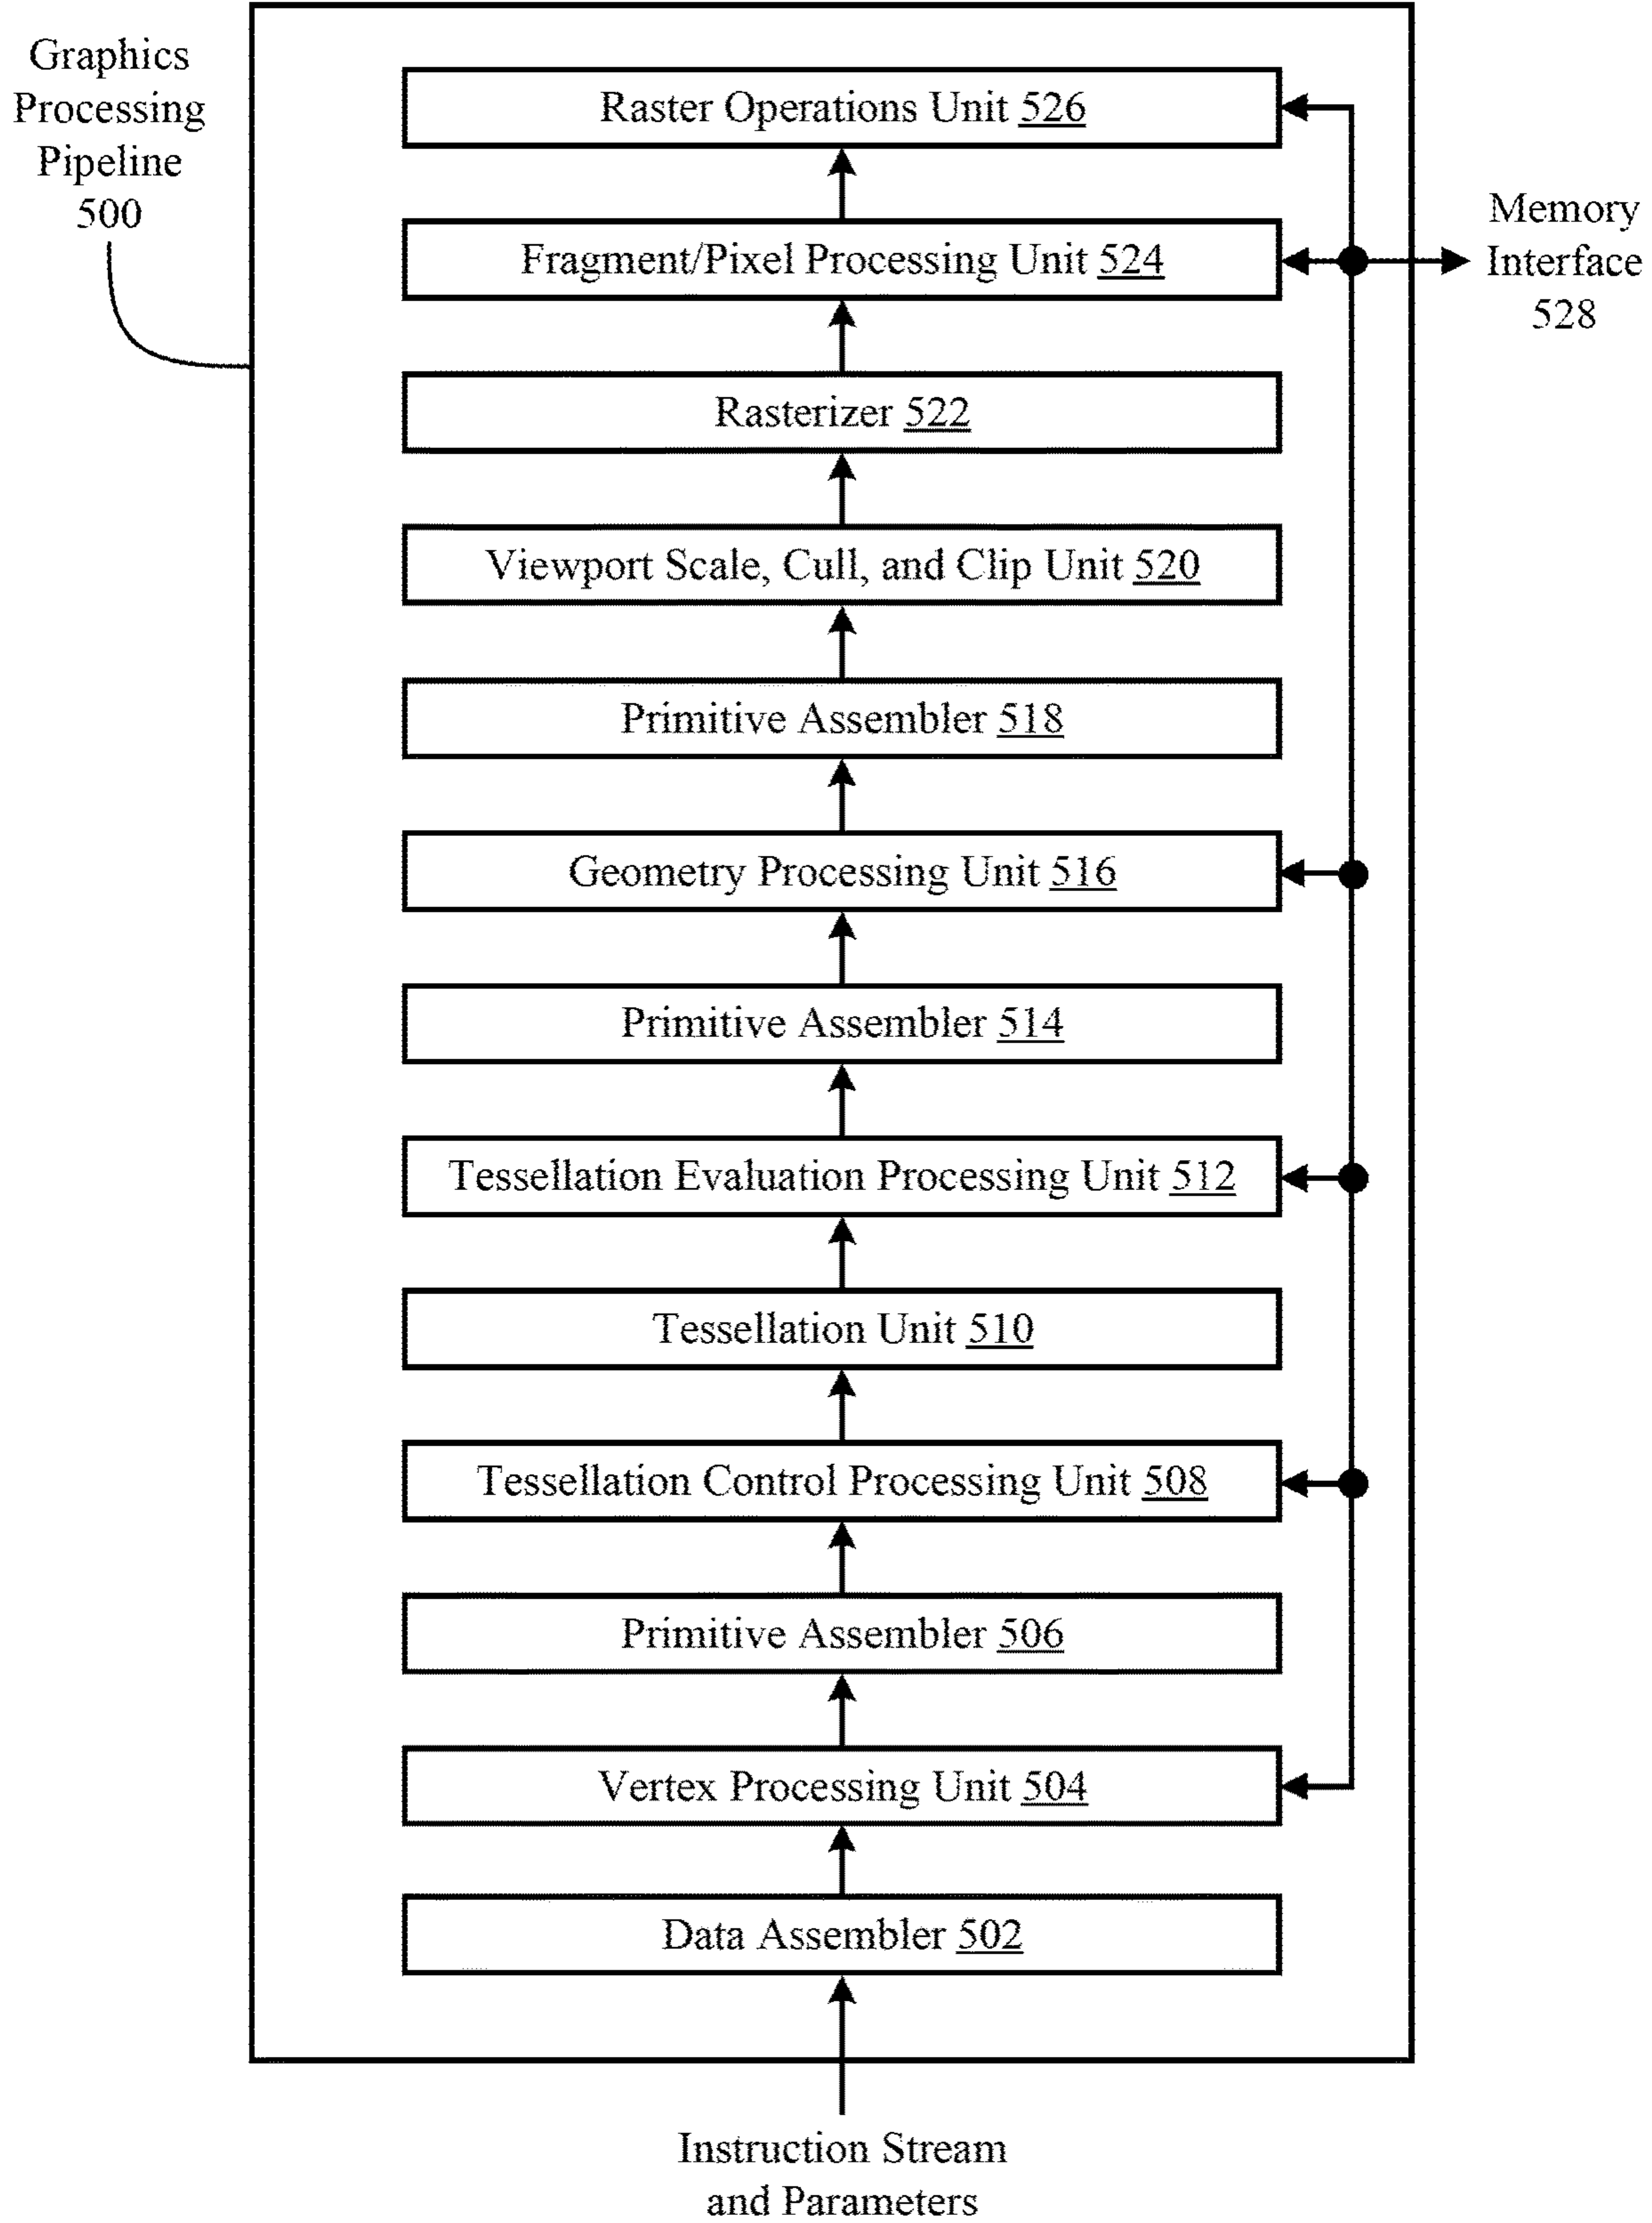 Graphics
Processing
Pipeline
500
Raster Operations Unit 526
Fragment/Pixel Processing Unit 524
Memory
Interface
528
Rasterizer 522
Viewport Scale, Cull, and Clip Unit 520
Primitive Assembler 518
Geometry Processing Unit 516
Primitive Assembler 514
Tessellation Evaluation Processing Unit 512
Tessellation Unit 510
Tessellation Control Processing Unit 508
Primitive Assembler 506
Vertex Processing Unit 504
Data Assembler 502
Instruction Stream
and Parameters